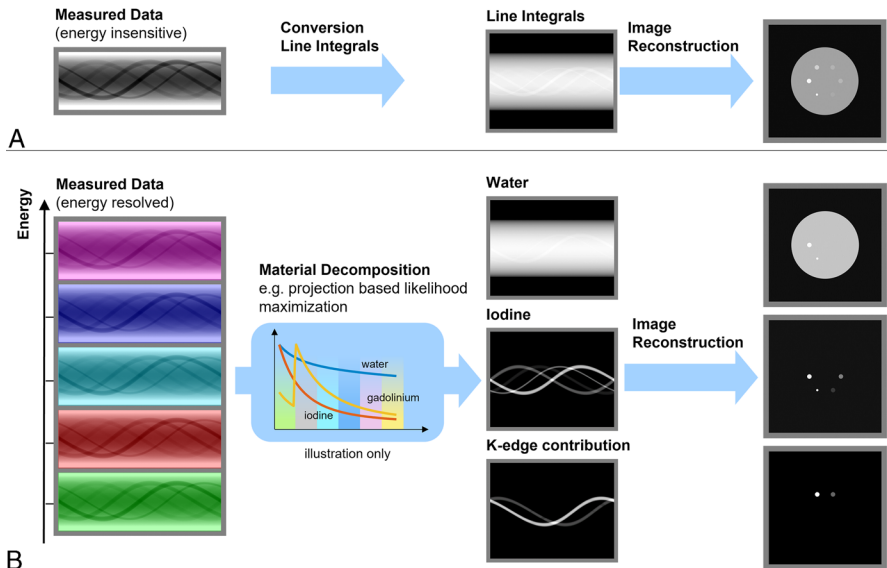 Measured Data
(energy insensitive)
Conversion
Line Integrals
Line Integrals
Image
Reconstruction
A
Measured Data
(energy resolved)
Energy
Material Decomposition
e.g. projection based likelihood
maximization
water
gadolinium
iodine
illustration only
Water
Iodine
K-edge contribution
Image
Reconstruction
B